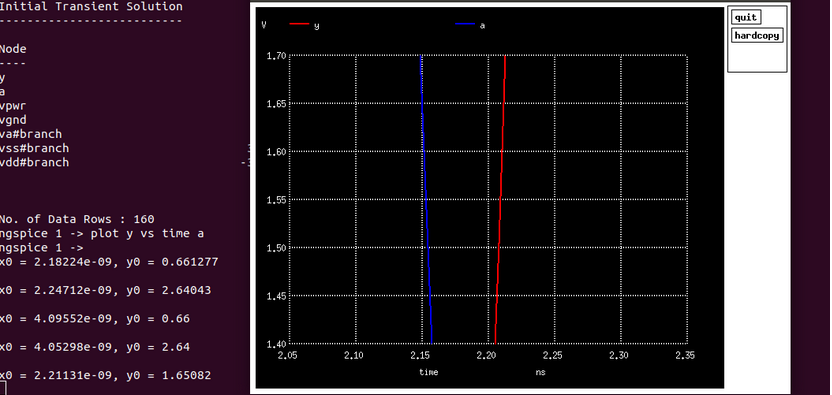 Initial Transient Solution
--------------------------
Node
----
y
a
vpwr
vgnd
va#branch
vss#branch
vdd#branch
No. of Data Rows : 160
ngspice 1 -> plot y vs time a
ngspice 1 ->
x0 = 2.18224e-09, y0 = 0.661277
x0 = 2.24712e-09, y0 = 2.64043
x0 = 4.09552e-09, y0 = 0.66
x0 = 4.05298e-09, y0 = 2.64
x0 = 2.21131e-09, y0 = 1.65082
V y a
1.70
1.65
1.60
1.55
1.50
1.45
1.40
2.05 2.10 2.15 2.20 2.25 2.30 2.35
time ns
quit
hardcopy